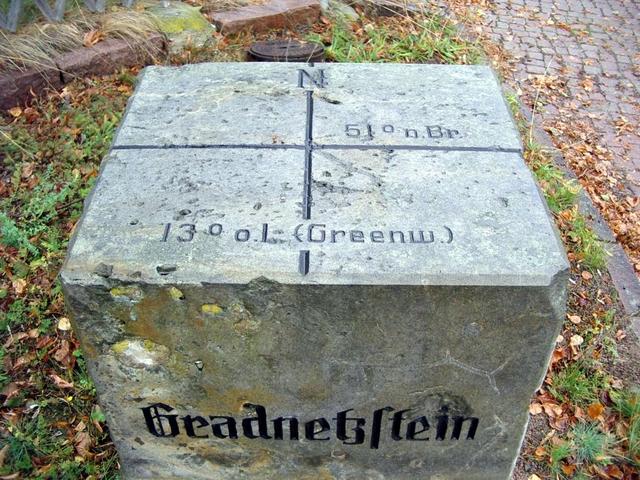 N
51° n.Br.
13° o.L. (Greenw.)
Gradnetzſtein